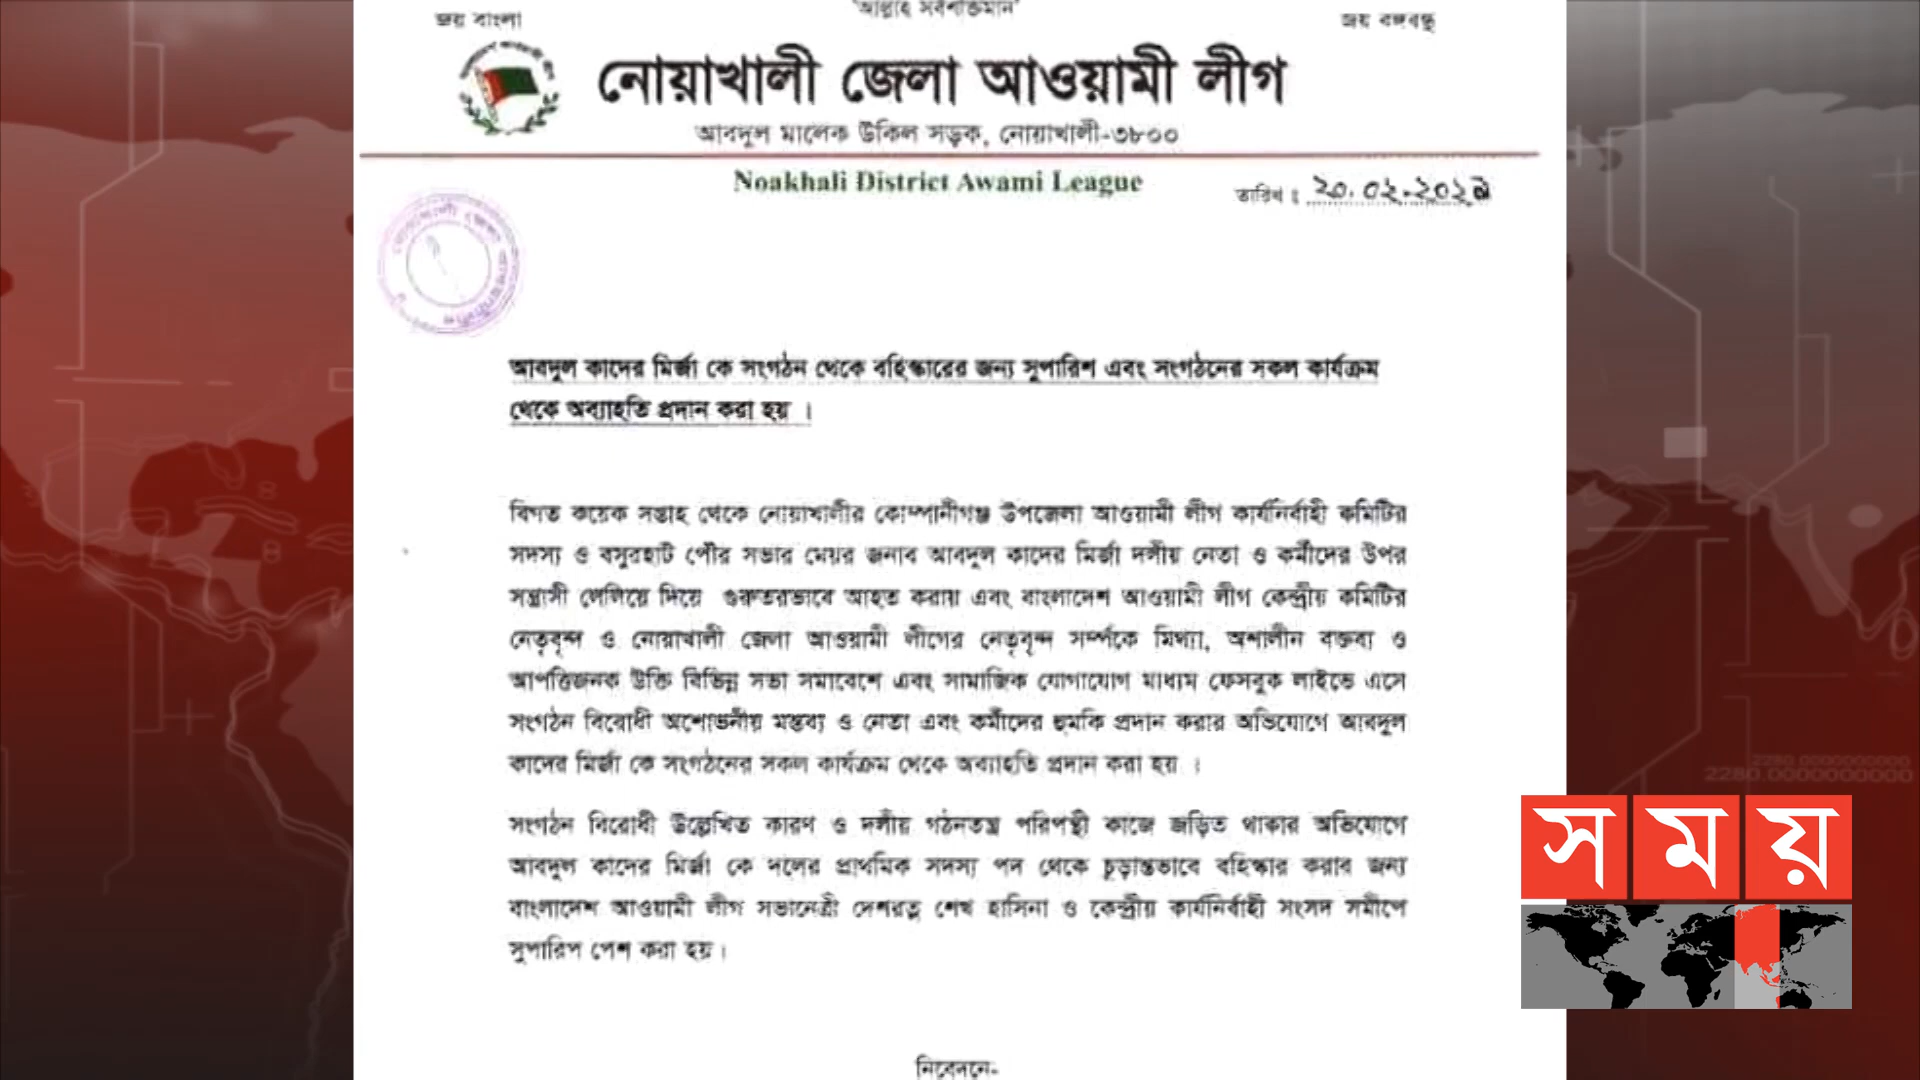 জয় বাংলা
'আল্লাহ সর্বশক্তিমান'
জয় বঙ্গবন্ধু
নোয়াখালী জেলা আওয়ামী লীগ
আবদুল মালেক উকিল সড়ক, নোয়াখালী-৩৮০০
Noakhali District Awami League
তারিখ : ২০.০২.২০২১
আবদুল কাদের মির্জা কে সংগঠন থেকে বহিস্কারের জন্য সুপারিশ এবং সংগঠনের সকল কার্যক্রম
থেকে অব্যাহতি প্রদান করা হয় ।
বিগত কয়েক সপ্তাহ থেকে নোয়াখালীর কোম্পানীগঞ্জ উপজেলা আওয়ামী লীগ কার্যনির্বাহী কমিটির
সদস্য ও বসুরহাট পৌর সভার মেয়র জনাব আবদুল কাদের মির্জা দলীয় নেতা ও কর্মীদের উপর
সন্ত্রাসী লেলিয়ে দিয়ে গুরুতরভাবে আহত করায় এবং বাংলাদেশ আওয়ামী লীগ কেন্দ্রীয় কমিটির
নেতৃবৃন্দ ও নোয়াখালী জেলা আওয়ামী লীগের নেতৃবৃন্দ সর্ম্পকে মিথ্যা, অশালীন বক্তব্য ও
আপত্তিজনক উক্তি বিভিন্ন সভা সমাবেশে এবং সামাজিক যোগাযোগ মাধ্যম ফেসবুক লাইভে এসে
সংগঠন বিরোধী অশোভনীয় মন্তব্য ও নেতা এবং কর্মীদের হুমকি প্রদান করার অভিযোগে আবদুল
কাদের মির্জা কে সংগঠনের সকল কার্যক্রম থেকে অব্যাহতি প্রদান করা হয় ।
সংগঠন বিরোধী উল্লেখিত কারণ ও দলীয় গঠনতন্ত্র পরিপন্থী কাজে জড়িত থাকার অভিযোগে
আবদুল কাদের মির্জা কে দলের প্রাথমিক সদস্য পদ থেকে চূড়ান্তভাবে বহিস্কার করাব জন্য
বাংলাদেশ আওয়ামী লীগ সভানেত্রী দেশরত্ন শেখ হাসিনা ও কেন্দ্রীয় কার্যনির্বাহী সংসদ সমীপে
সুপারিশ পেশ করা হয়।
নিবেদনে-
2280.0000000000
2280.0000000000
সময়